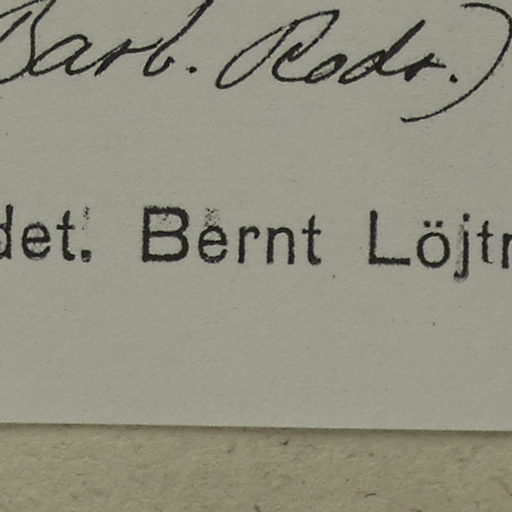 Barb. Rodr.)
det. Bernt Löjtn